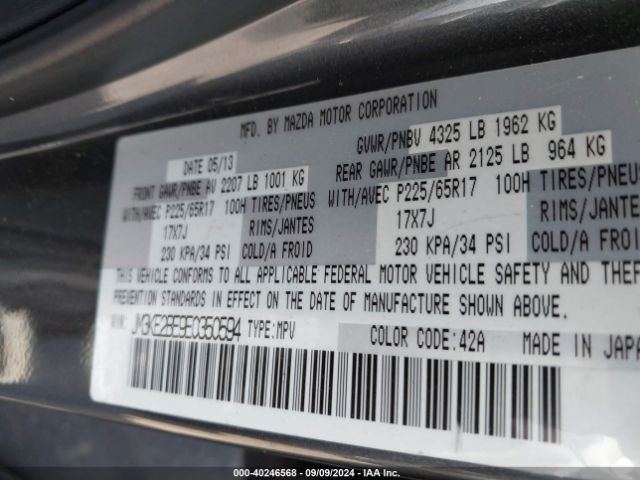 MFD. BY MAZDA MOTOR CORPORATION
DATE 05/13 GVWR/PNBV 4325 LB 1962 KG
FRONT GAWR/PNBE AV 2207 LB 1001 KG REAR GAWR/PNBE AR 2125 LB 964 KG
WITH/AVEC P225/65R17 100H TIRES/PNEUS WITH/AVEC P225/65R17 100H TIRES/PNEUS
17X7J RIMS/JANTES 17X7J RIMS/JANTES
230 KPA/34 PSI COLD/A FROID 230 KPA/34 PSI COLD/A FROID
THIS VEHICLE CONFORMS TO ALL APPLICABLE FEDERAL MOTOR VEHICLE SAFETY AND THEF
PREVENTION STANDARDS IN EFFECT ON THE DATE OF MANUFACTURE SHOWN ABOVE.
VIN: TYPE:MPV COLOR CODE:42A MADE IN JAPA
000-40246568 - 09/09/2024 - IAA Inc.